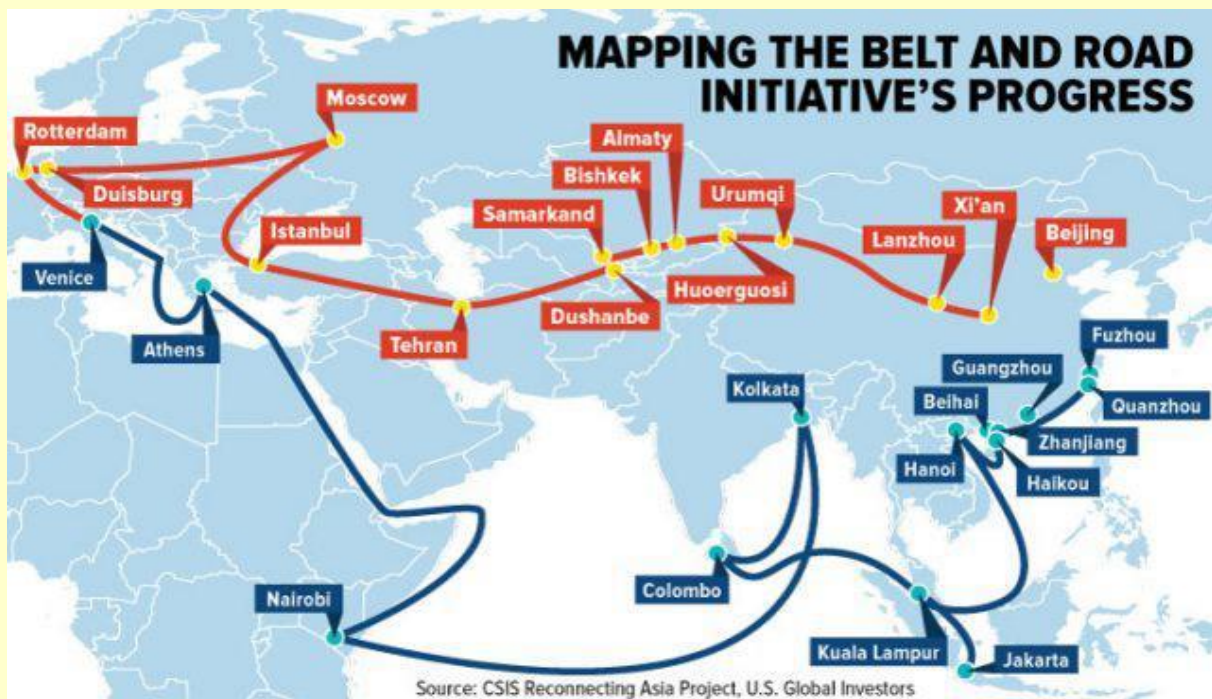 MAPPING THE BELT AND ROAD
INITIATIVE'S PROGRESS
Moscow
Rotterdam
Almaty
Duisburg
Bishkek
Urumqi
Xi'an
Samarkand
Istanbul
Lanzhou
Beijing
Venice
Huoerguosi
Dushanbe
Tehran
Athens
Fuzhou
Guangzhou
Kolkata
Beihai
Quanzhou
Zhanjiang
Hanoi
Haikou
Colombo
Nairobi
Kuala Lampur
Jakarta
Source: CSIS Reconnecting Asia Project, U.S. Global Investors